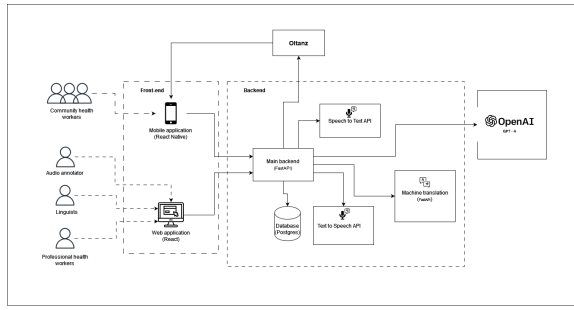 Oltanz
Front.end
Backend
Community health
workers
Mobile application
(React Native)
Speech to Text API
OpenAI
GPT - 4
Audio annotator
Main backend
(FastAPI)
Machine translation
(FastAPI)
Linguists
Web application
(React)
Database
(Postgres)
Text to Speech API
Professional health
workers